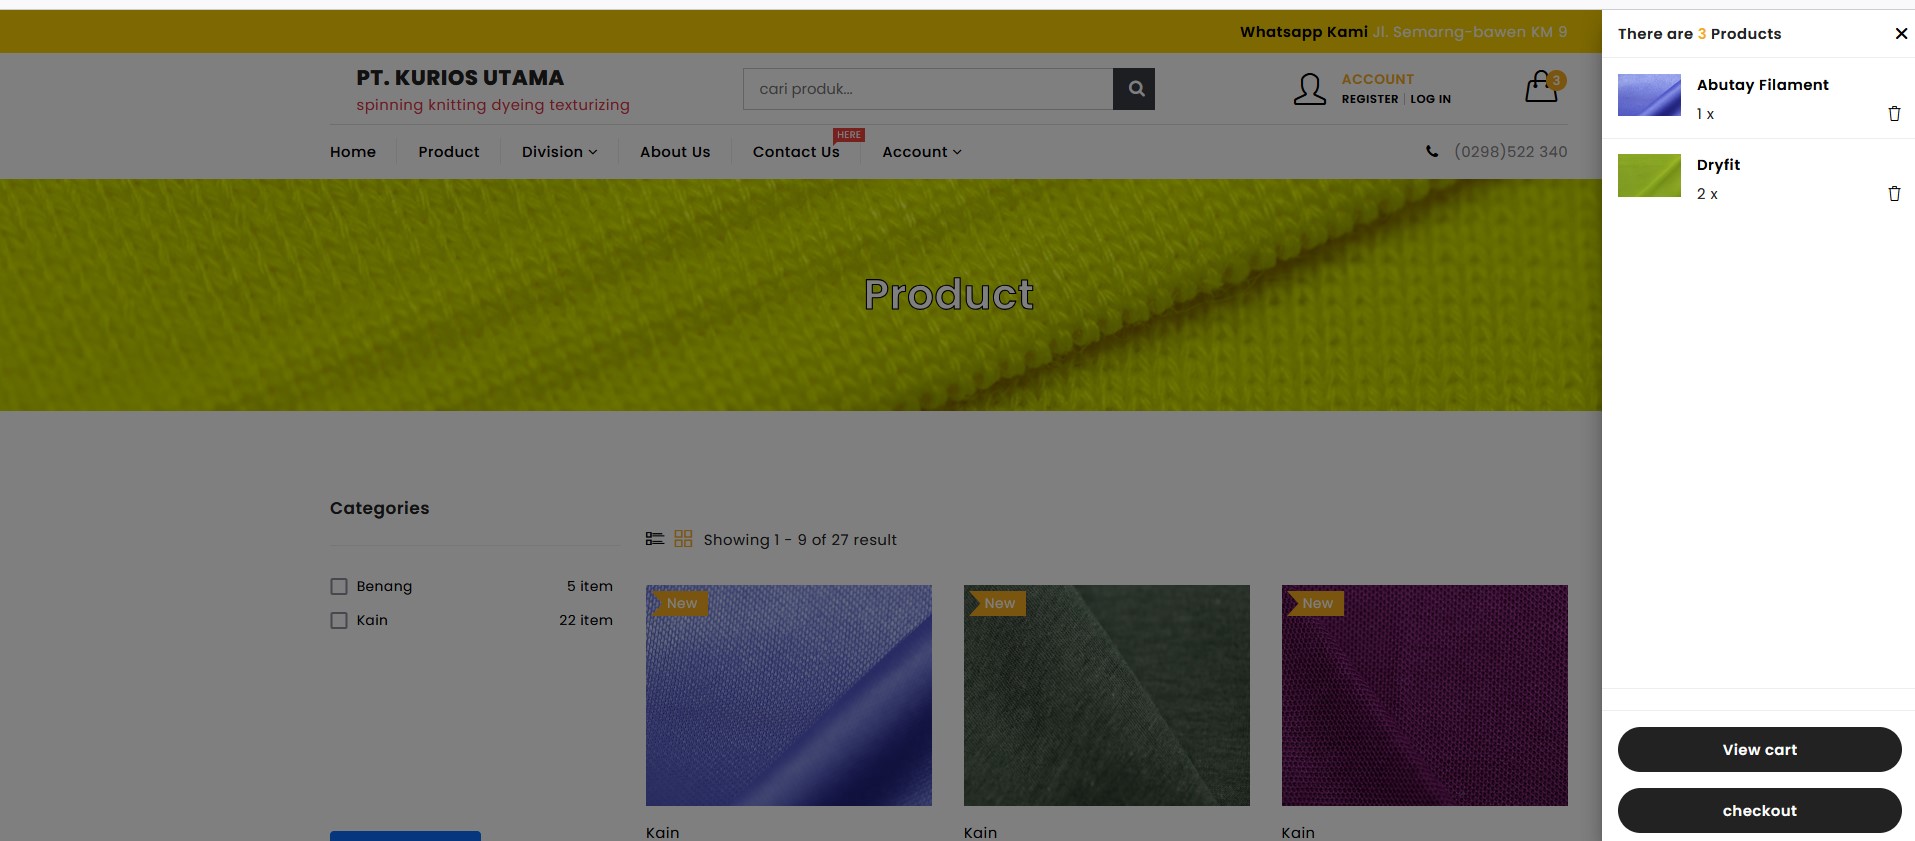 Whatsapp Kami Jl. Semarng-bawen KM 9
PT. KURIOS UTAMA
spinning knitting dyeing texturizing
cari produk...
ACCOUNT
REGISTER | LOG IN
3
HERE
Home Product Division About Us Contact Us Account
(0298)522 340
Product
Categories
Benang 5 item
Kain 22 item
Showing 1 - 9 of 27 result
New
New
New
Kain
Kain
Kain
There are 3 Products
Abutay Filament
1 x
Dryfit
2 x
View cart
checkout